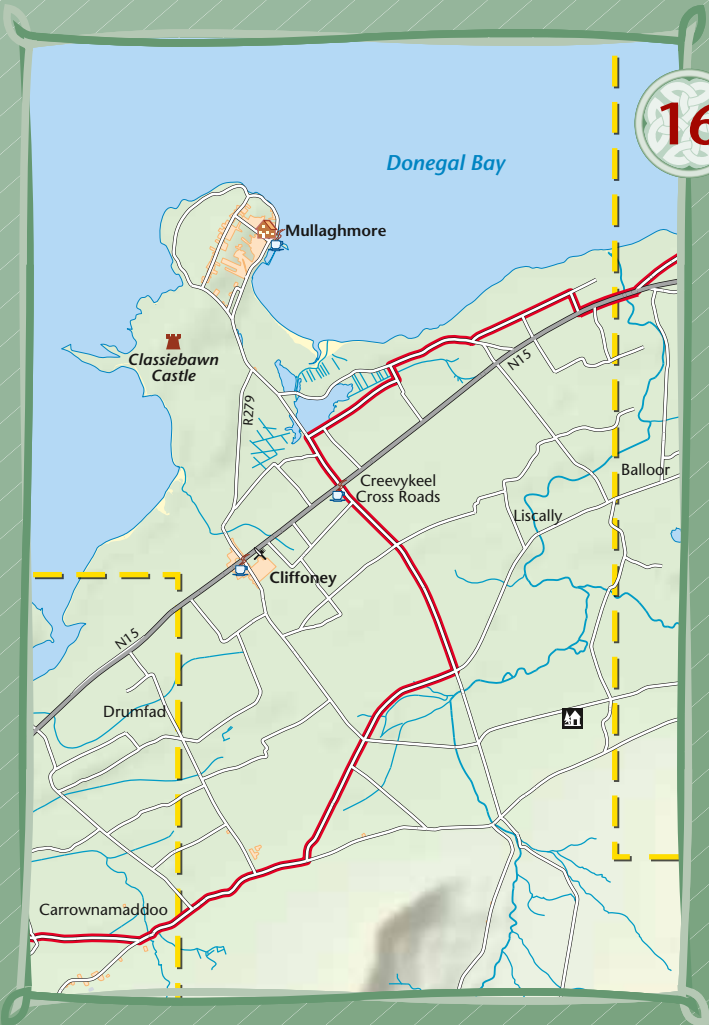 16
Donegal Bay
Mullaghmore
Classiebawn
Castle
N15
R279
Balloor
Creevykeel
Cross Roads
Liscally
Cliffoney
N15
Drumfad
Carrownamaddoo